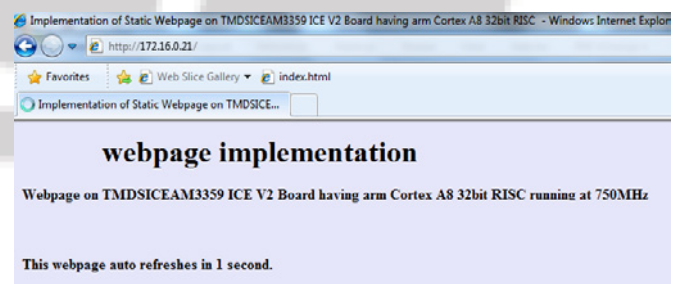 Implementation of Static Webpage on TMDSICEAM3359 ICE V2 Board having arm Cortex A8 32bit RISC - Windows Internet Explor
http://172.16.0.21/
Favorites Web Slice Gallery index.html
Implementation of Static Webpage on TMDSICE...
webpage implementation
Webpage on TMDSICEAM3359 ICE V2 Board having arm Cortex A8 32bit RISC running at 750MHz
This webpage auto refreshes in 1 second.